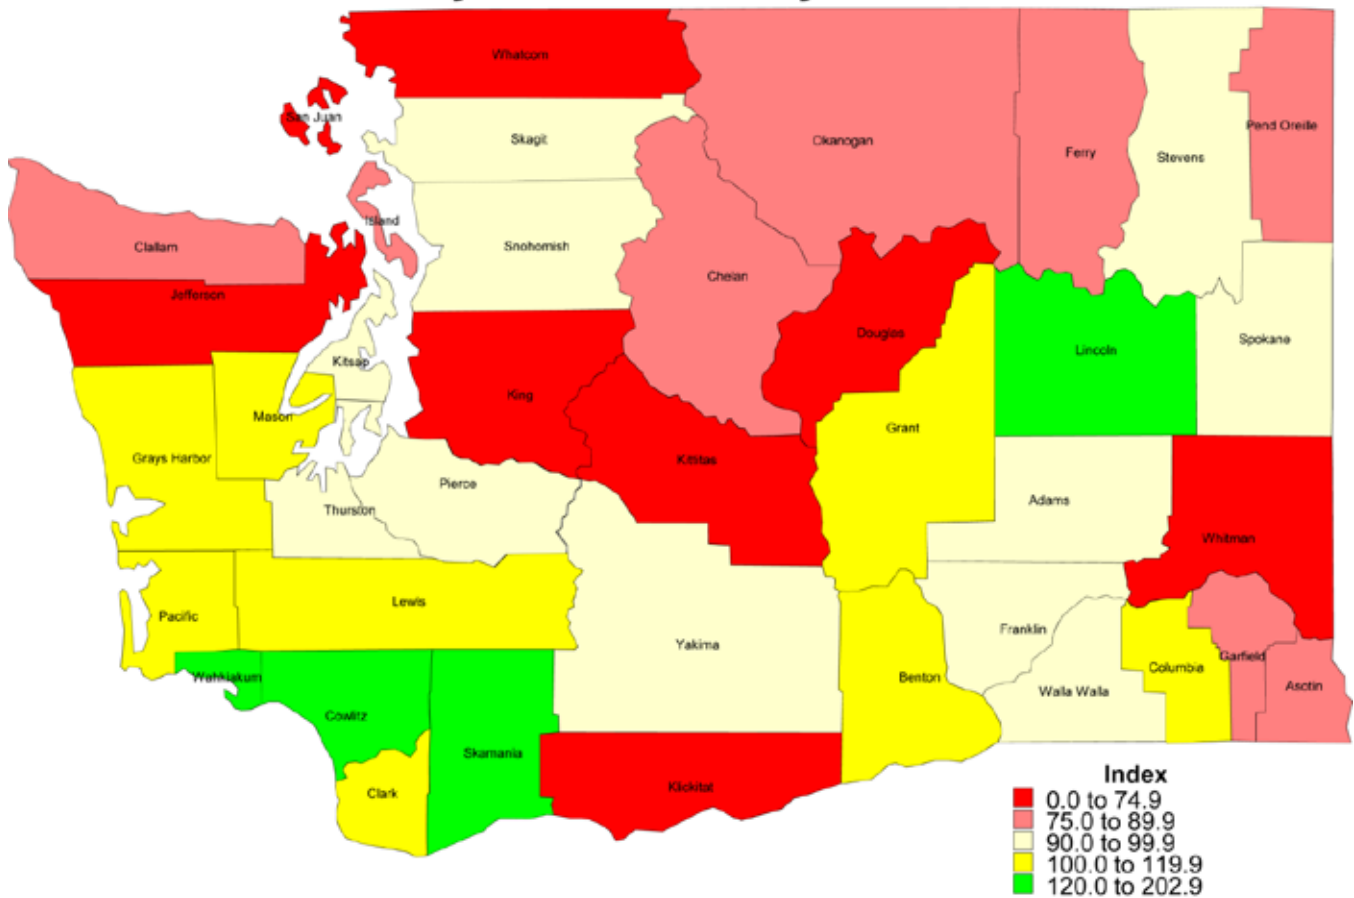 Whatcom
San Juan
Skagit
Okanogan
Ferry
Stevens
Pend Oreille
Island
Clallam
Snohomish
Chelan
Jefferson
Douglas
Lincoln
Spokane
Kitsap
King
Mason
Grant
Grays Harbor
Kittitas
Pierce
Adams
Thurston
Whitman
Lewis
Pacific
Franklin
Yakima
Garfield
Columbia
Wahkiakum
Benton
Walla Walla
Asotin
Cowlitz
Skamania
Clark
Klickitat
Index
0.0 to 74.9
75.0 to 89.9
90.0 to 99.9
100.0 to 119.9
120.0 to 202.9